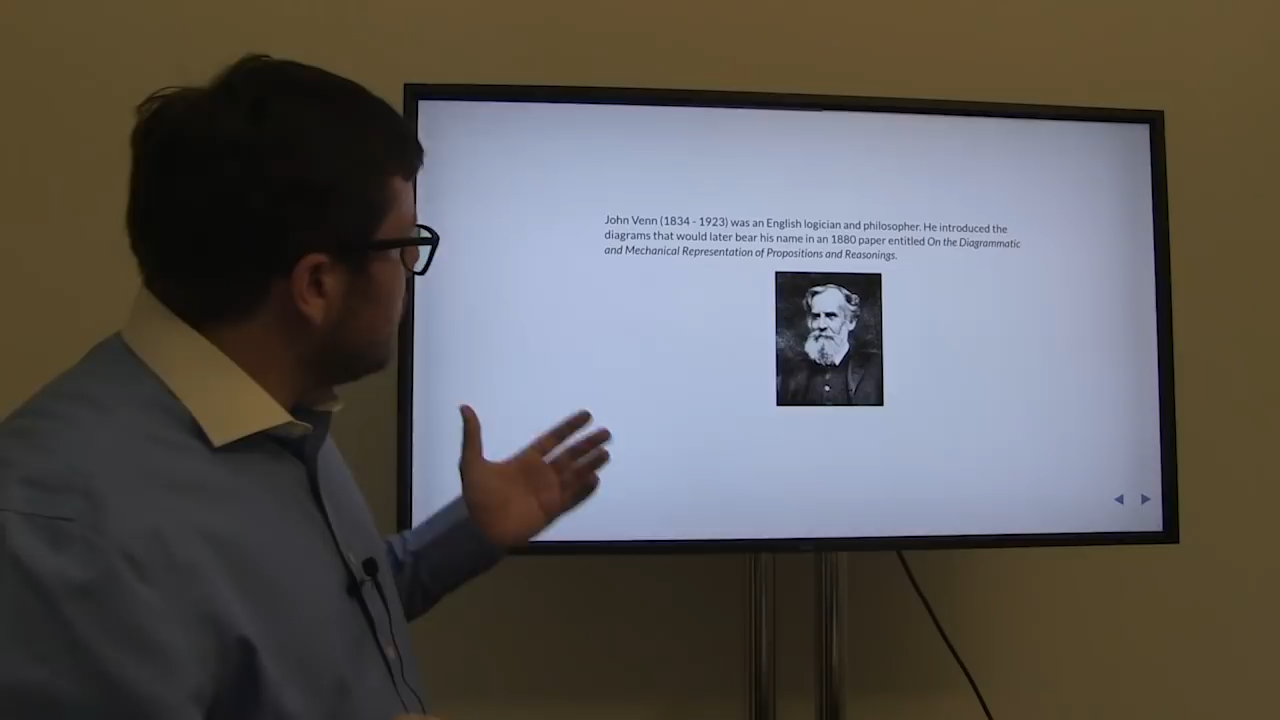 John Venn (1834 - 1923) was an English logician and philosopher. He introduced the
diagrams that would later bear his name in an 1880 paper entitled On the Diagrammatic
and Mechanical Representation of Propositions and Reasonings.